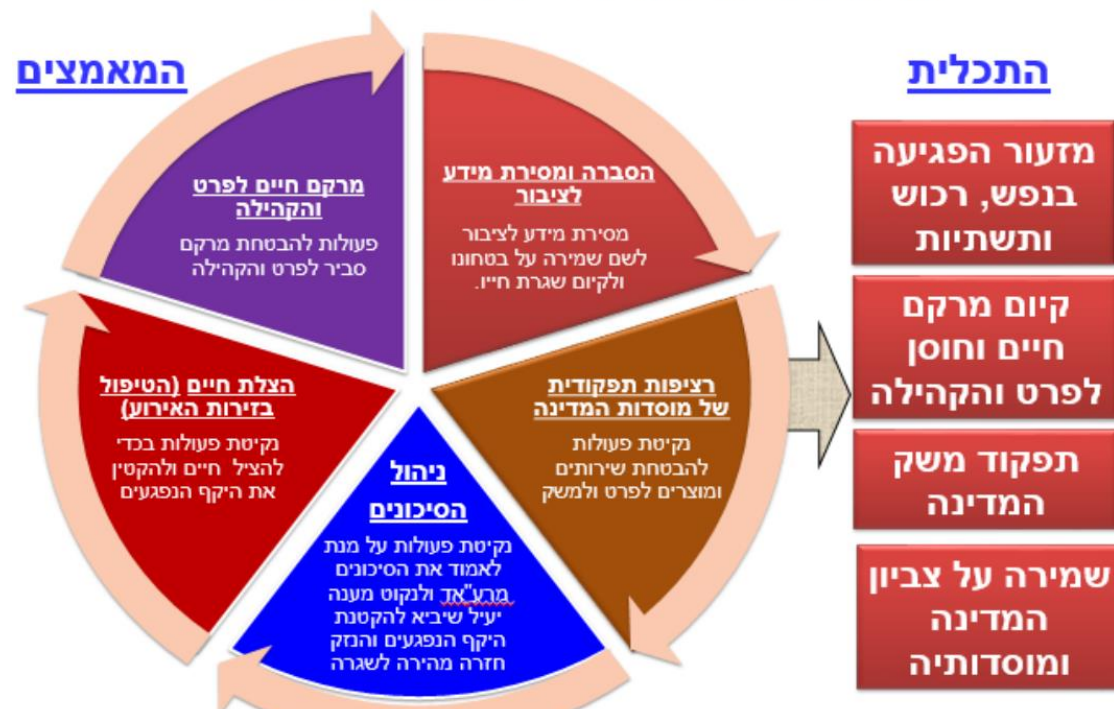 המאמצים
התכלית
הסברה ומסירת מידע
לציבור
מסירת מידע לציבור
לשם שמירה על בטחונו
ולקיום שגרת חייו.
רציפות תפקודית
של מוסדות המדינה
נקיטת פעולות
להבטחת שירותים
ומוצרים לפרט ולמשק
ניהול
הסיכונים
נקיטת פעולות על מנת
לאמוד את הסיכונים
מרע"אד ולנקוט מענה
יעיל שיביא להקטנת
היקף הנפגעים והנזק
חזרה מהירה לשגרה
הצלת חיים (הטיפול
בזירות האירוע)
נקיטת פעולות בכדי
להציל חיים ולהקטין
את היקף הנפגעים
מרקם חיים לפרט
והקהילה
פעולות להבטחת מרקם
סביר לפרט והקהילה
מזעור הפגיעה
בנפש, רכוש
ותשתיות
קיום מרקם
חיים וחוסן
לפרט והקהילה
תפקוד משק
המדינה
שמירה על צביון
המדינה
ומוסדותיה